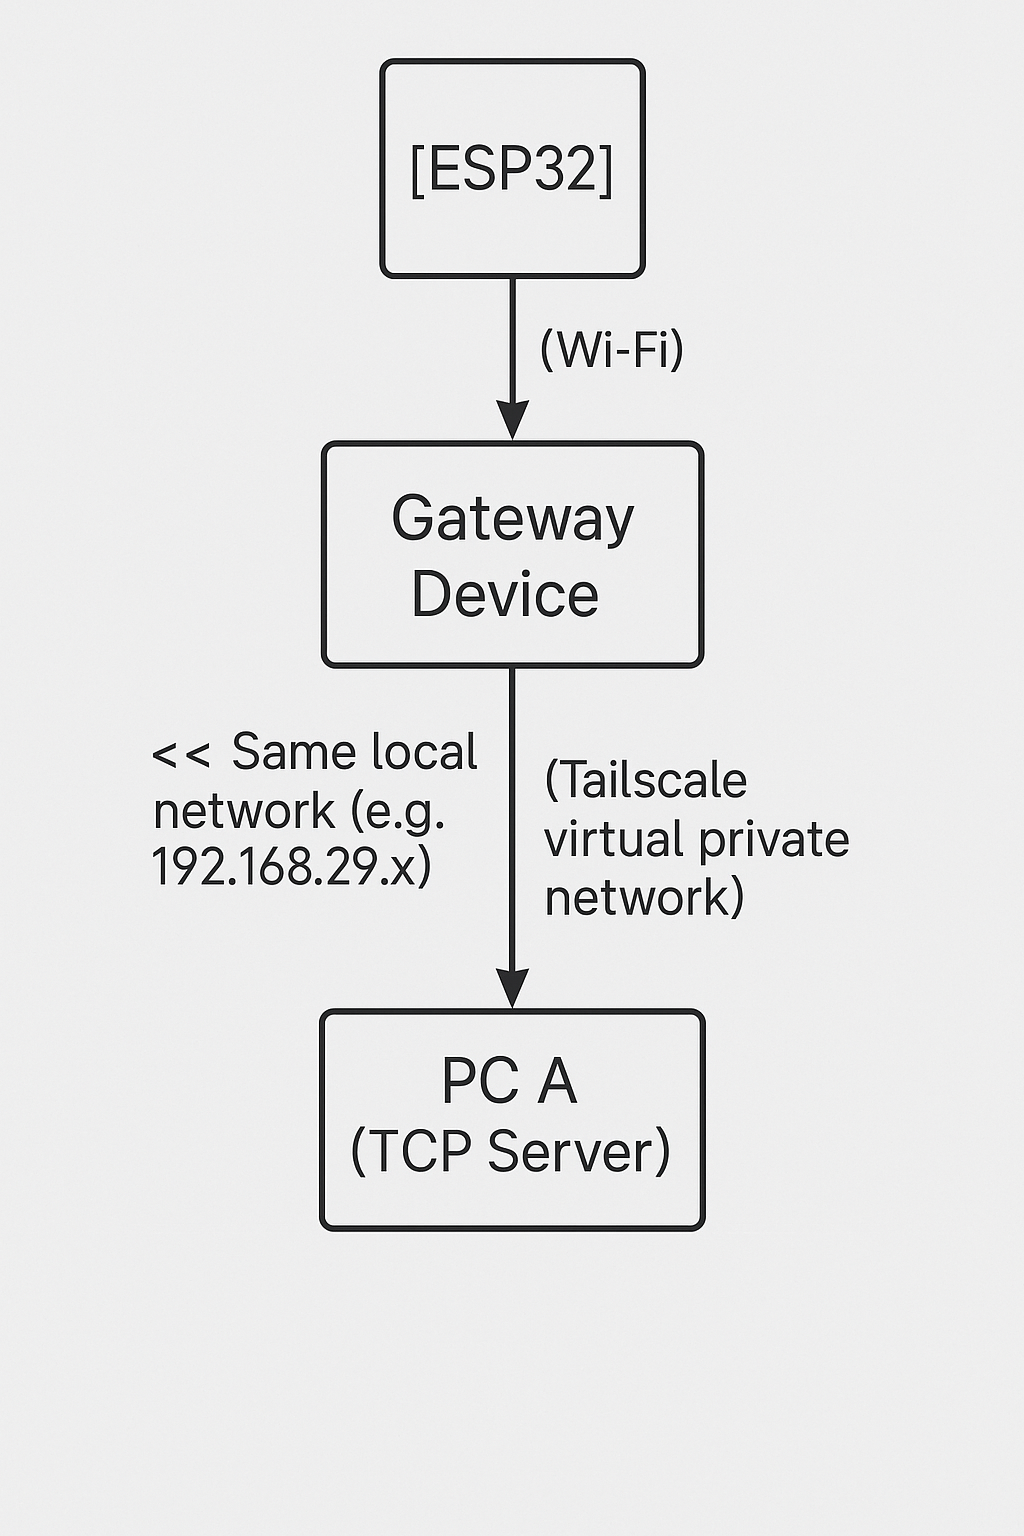 [ESP32]
(Wi-Fi)
Gateway
Device
<< Same local
network (e.g.
192.168.29.x)
(Tailscale
virtual private
network)
PC A
(TCP Server)